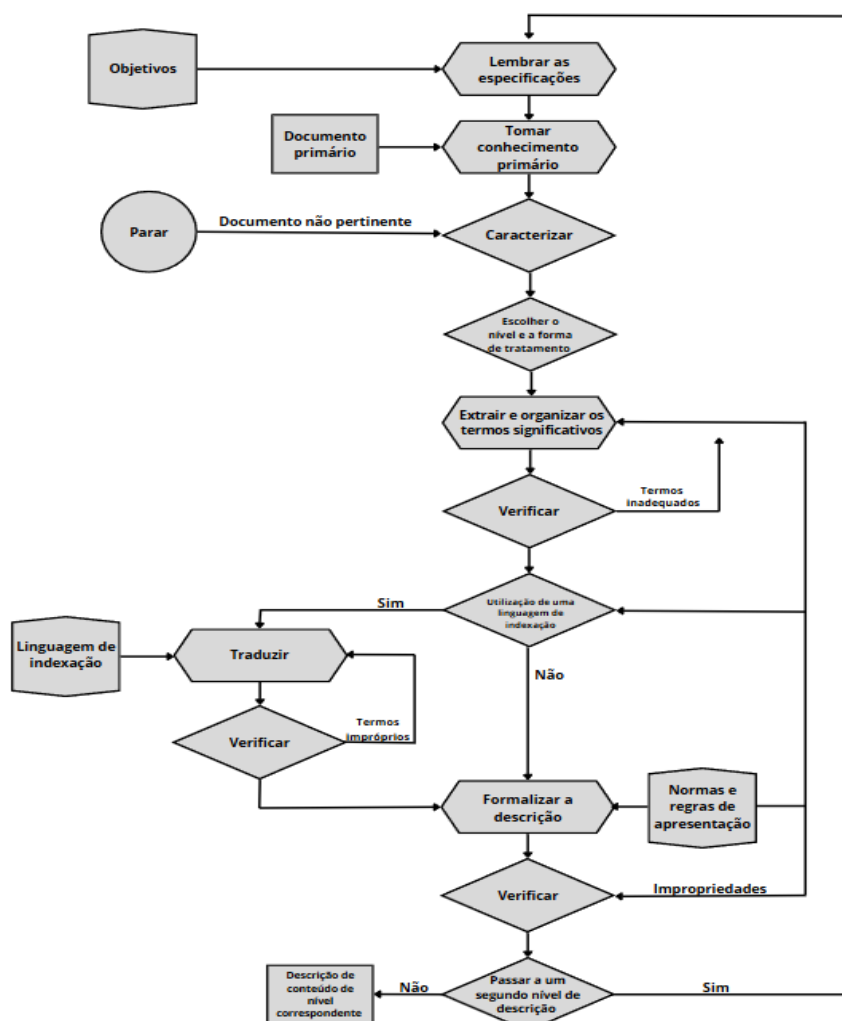 Objetivos
Lembrar as
especificações
Documento
primário
Tomar
conhecimento
primário
Parar
Documento não pertinente
Caracterizar
Escolher o
nível e a forma
de tratamento
Extrair e organizar os
termos significativos
Verificar
Termos
inadequados
Utilização de uma
linguagem de
indexação
Sim
Linguagem de
indexação
Traduzir
Não
Verificar
Termos
impróprios
Formalizar a
descrição
Normas e
regras de
apresentação
Verificar
Impropriedades
Descrição de
conteúdo de
nível
correspondente
Não
Passar a um
segundo nível de
descrição
Sim